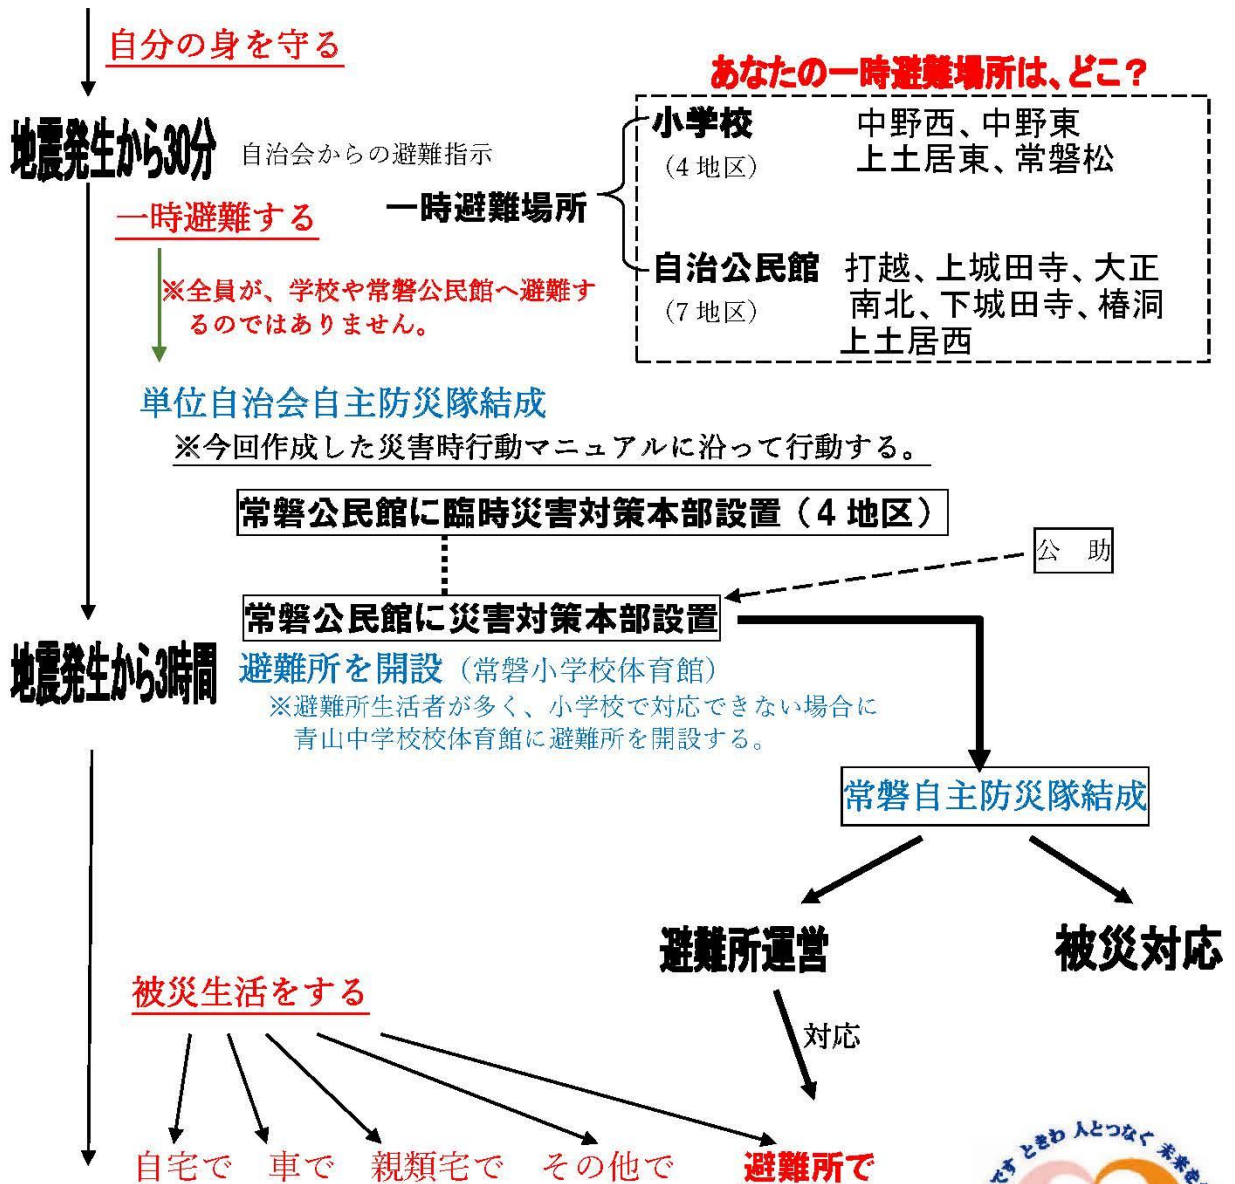 自分の身を守る
あなたの一時避難場所は、どこ？
地震発生から30分
自治会からの避難指示
一時避難する
※全員が、学校や常磐公民館へ避難す
るのではありません。
一時避難場所
小学校
(4地区)
中野西、中野東
上土居東、常磐松
自治公民館
(7地区)
打越、上城田寺、大正
南北、下城田寺、椿洞
上土居西
単位自治会自主防災隊結成
※今回作成した災害時行動マニュアルに沿って行動する。
常磐公民館に臨時災害対策本部設置（4地区）
公　助
常磐公民館に災害対策本部設置
地震発生から3時間
避難所を開設（常磐小学校体育館）
※避難所生活者が多く、小学校で対応できない場合に
青山中学校校体育館に避難所を開設する。
常磐自主防災隊結成
避難所運営
被災対応
対応
被災生活をする
自宅で
車で
親類宅で
その他で
避難所で
です ときわ 人とつなぐ 未来を